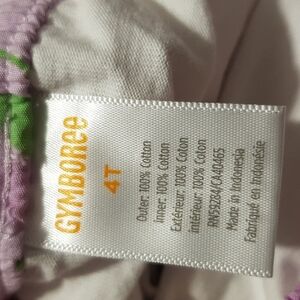 GYMBOREE
4T
Outer: 100% Cotton
Inner: 100% Cotton
Extérieur: 100% Coton
Intérieur: 100% Coton
RN55928/CA40465
Made in Indonesia
Fabriqué en Indonésie